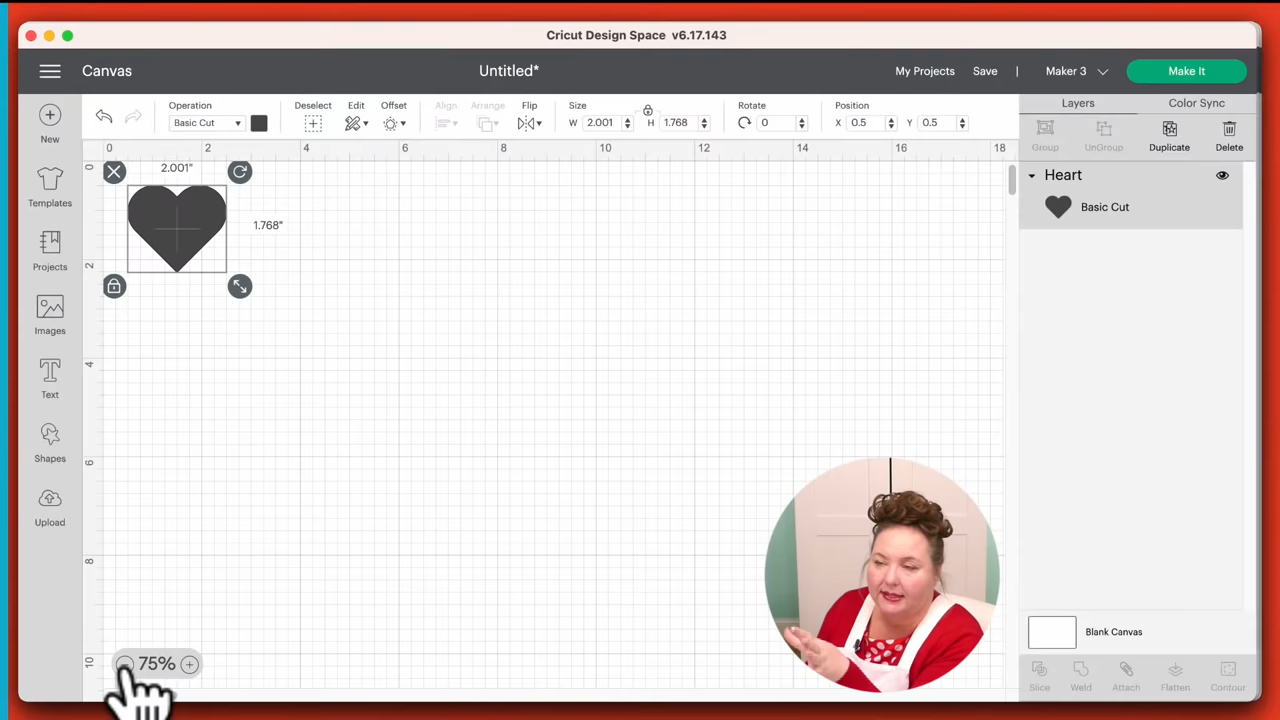 Cricut Design Space v6.17.143
Canvas
Untitled*
My Projects
Save
|
Maker 3
Make It
New
Templates
Projects
Images
Text
Shapes
Upload
Operation
Basic Cut
Deselect
Edit
Offset
Align
Arrange
Flip
Size
W 2.001
H 1.768
Rotate
0
Position
X 0.5
Y 0.5
0 2 4 6 8 10 12 14 16 18
0
2
4
6
8
10
2.001"
1.768"
75%
Layers
Color Sync
Group
UnGroup
Duplicate
Delete
Heart
Basic Cut
Blank Canvas
Slice
Weld
Attach
Flatten
Contour